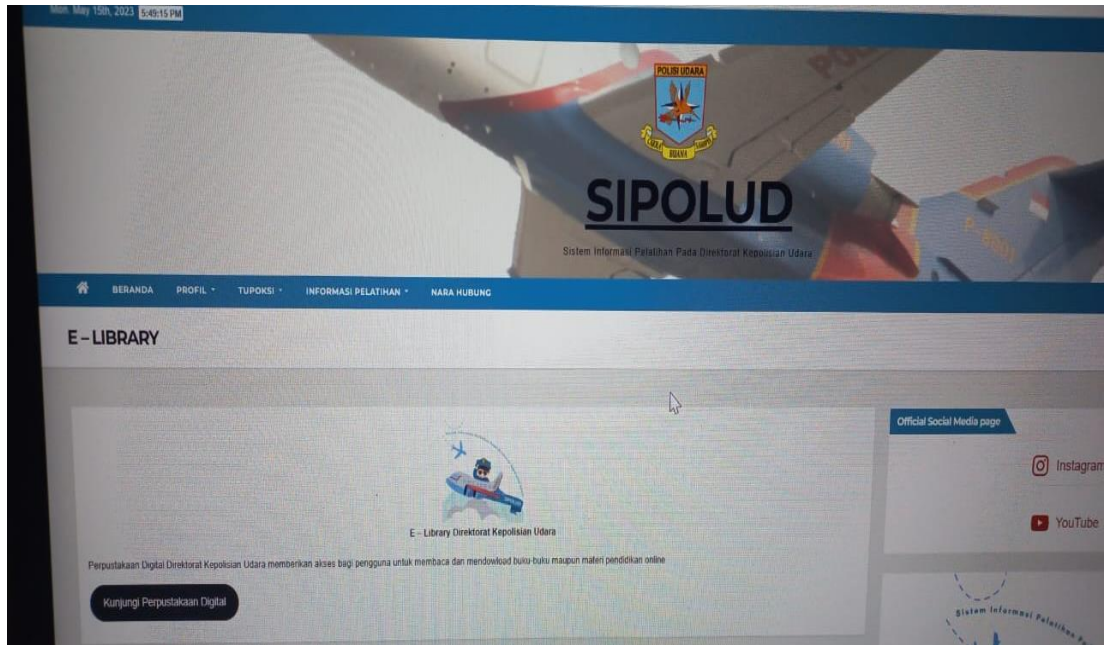 Mon. May 15th, 2023 5:49:15 PM
POLISI UDARA
BUANA
SIPOLUD
Sistem Informasi Pelatihan Pada Direktorat Kepolisian Udara
BERANDA PROFIL TUPOKSI INFORMASI PELATIHAN NARA HUBUNG
E – LIBRARY
Official Social Media page
Instagram
E – Library Direktorat Kepolisian Udara
YouTube
Perpustakaan Digital Direktorat Kepolisian Udara memberikan akses bagi pengguna untuk membaca dan mendowload buku-buku maupun materi pendidikan online
Kunjungi Perpustakaan Digital
Sistem Informasi Pelatihan